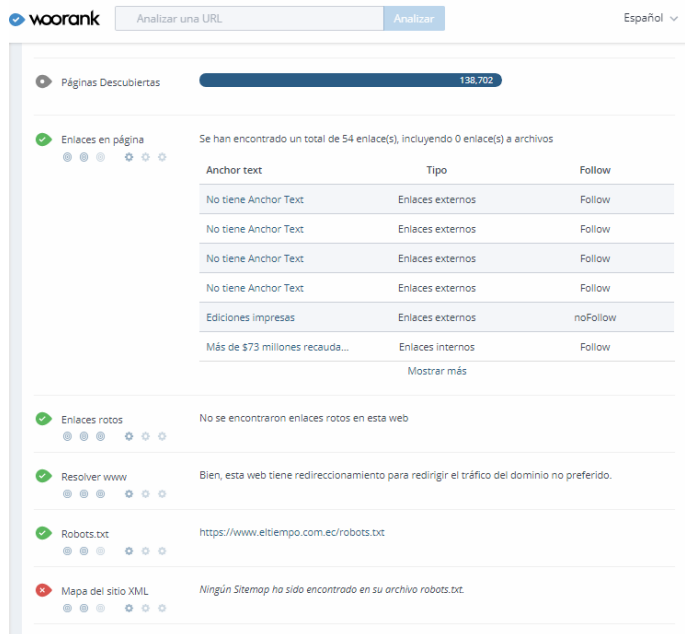 woorank Analizar una URL Analizar Español
Páginas Descubiertas 138,702
Enlaces en página Se han encontrado un total de 54 enlace(s), incluyendo 0 enlace(s) a archivos
Anchor text Tipo Follow
No tiene Anchor Text Enlaces externos Follow
No tiene Anchor Text Enlaces externos Follow
No tiene Anchor Text Enlaces externos Follow
No tiene Anchor Text Enlaces externos Follow
Ediciones impresas Enlaces externos noFollow
Más de $73 millones recauda... Enlaces internos Follow
Mostrar más
Enlaces rotos No se encontraron enlaces rotos en esta web
Resolver www Bien, esta web tiene redireccionamiento para redirigir el tráfico del dominio no preferido.
Robots.txt https://www.eltiempo.com.ec/robots.txt
Mapa del sitio XML Ningún Sitemap ha sido encontrado en su archivo robots.txt.